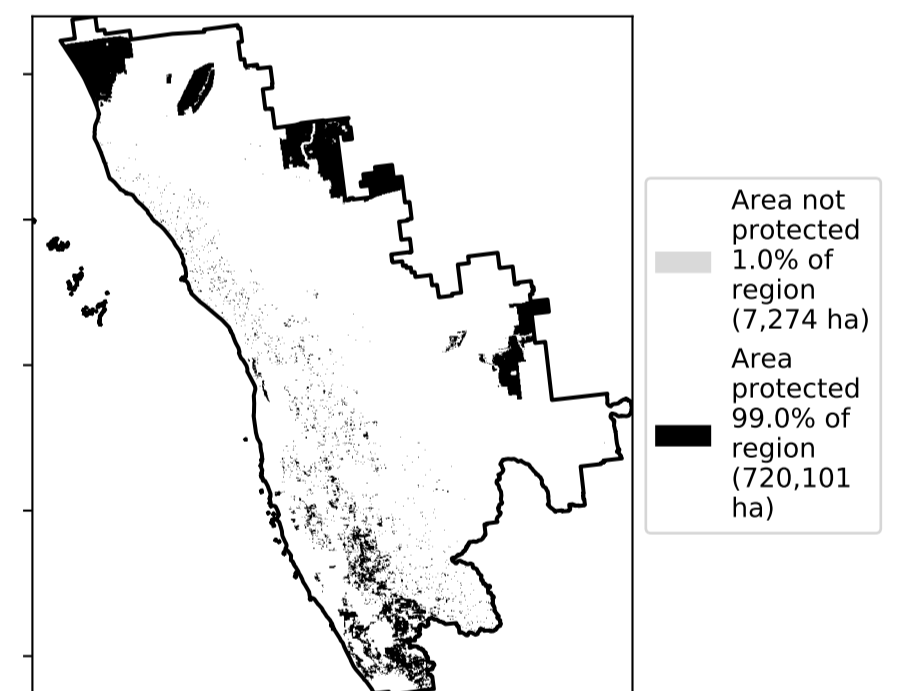 Area not
protected
1.0% of
region
(7,274 ha)
Area
protected
99.0% of
region
(720,101
ha)